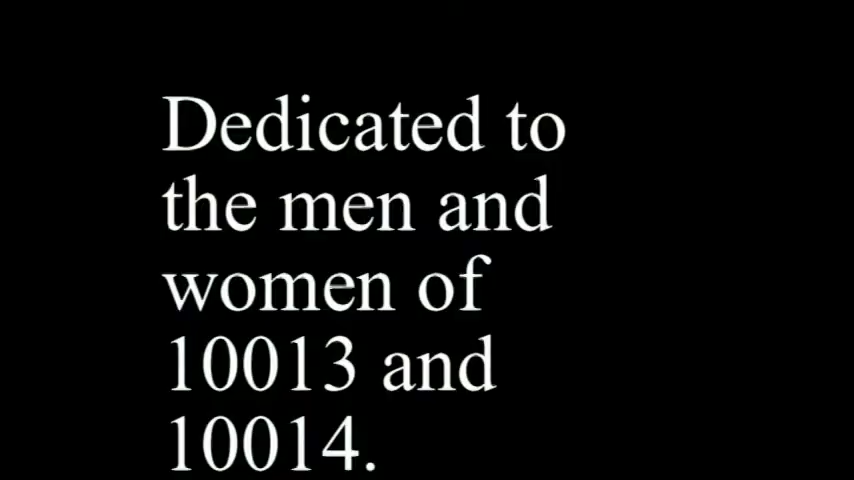 Dedicated to
the men and
women of
10013 and
10014.